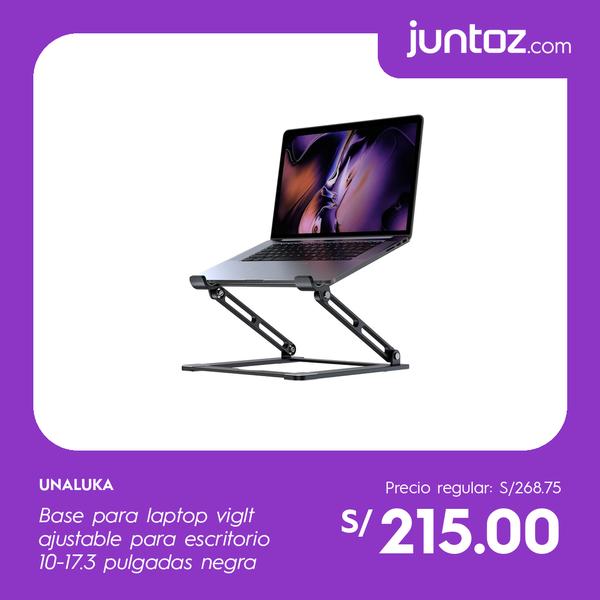 juntoz.com
UNALUKA
Base para laptop viglt
ajustable para escritorio
10-17.3 pulgadas negra
Precio regular: S/268.75
S/215.00